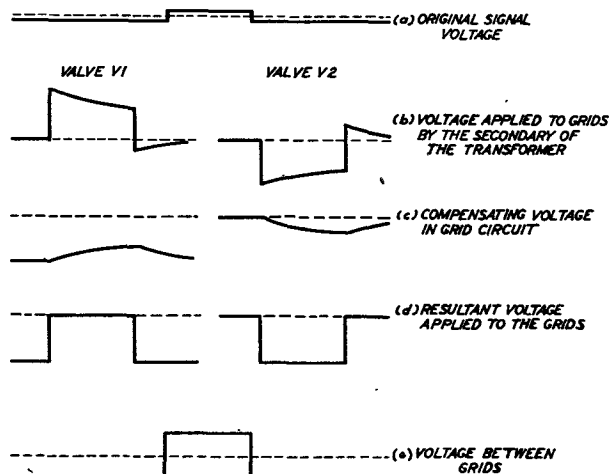 (a) ORIGINAL SIGNAL
VOLTAGE
VALVE V1
VALVE V2
(b) VOLTAGE APPLIED TO GRIDS
BY THE SECONDARY OF
THE TRANSFORMER
(c) COMPENSATING VOLTAGE
IN GRID CIRCUIT
(d) RESULTANT VOLTAGE
APPLIED TO THE GRIDS
(e) VOLTAGE BETWEEN
GRIDS